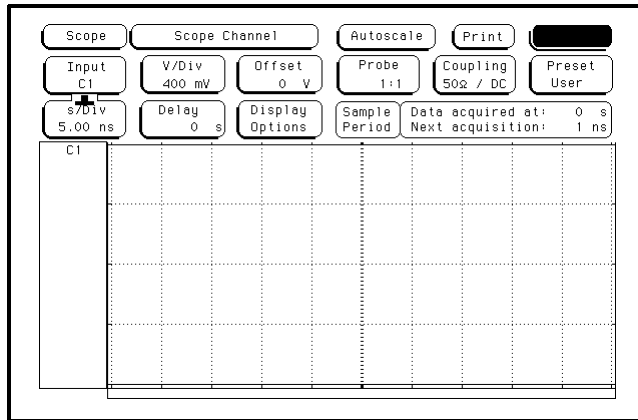 Scope
Scope Channel
Autoscale
Print
Input
C1
V/Div
400 mV
Offset
0 V
Probe
1:1
Coupling
50Ω / DC
Preset
User
s/Div
5.00 ns
Delay
0 s
Display
Options
Sample
Period
Data acquired at: 0 s
Next acquisition: 1 ns
C1